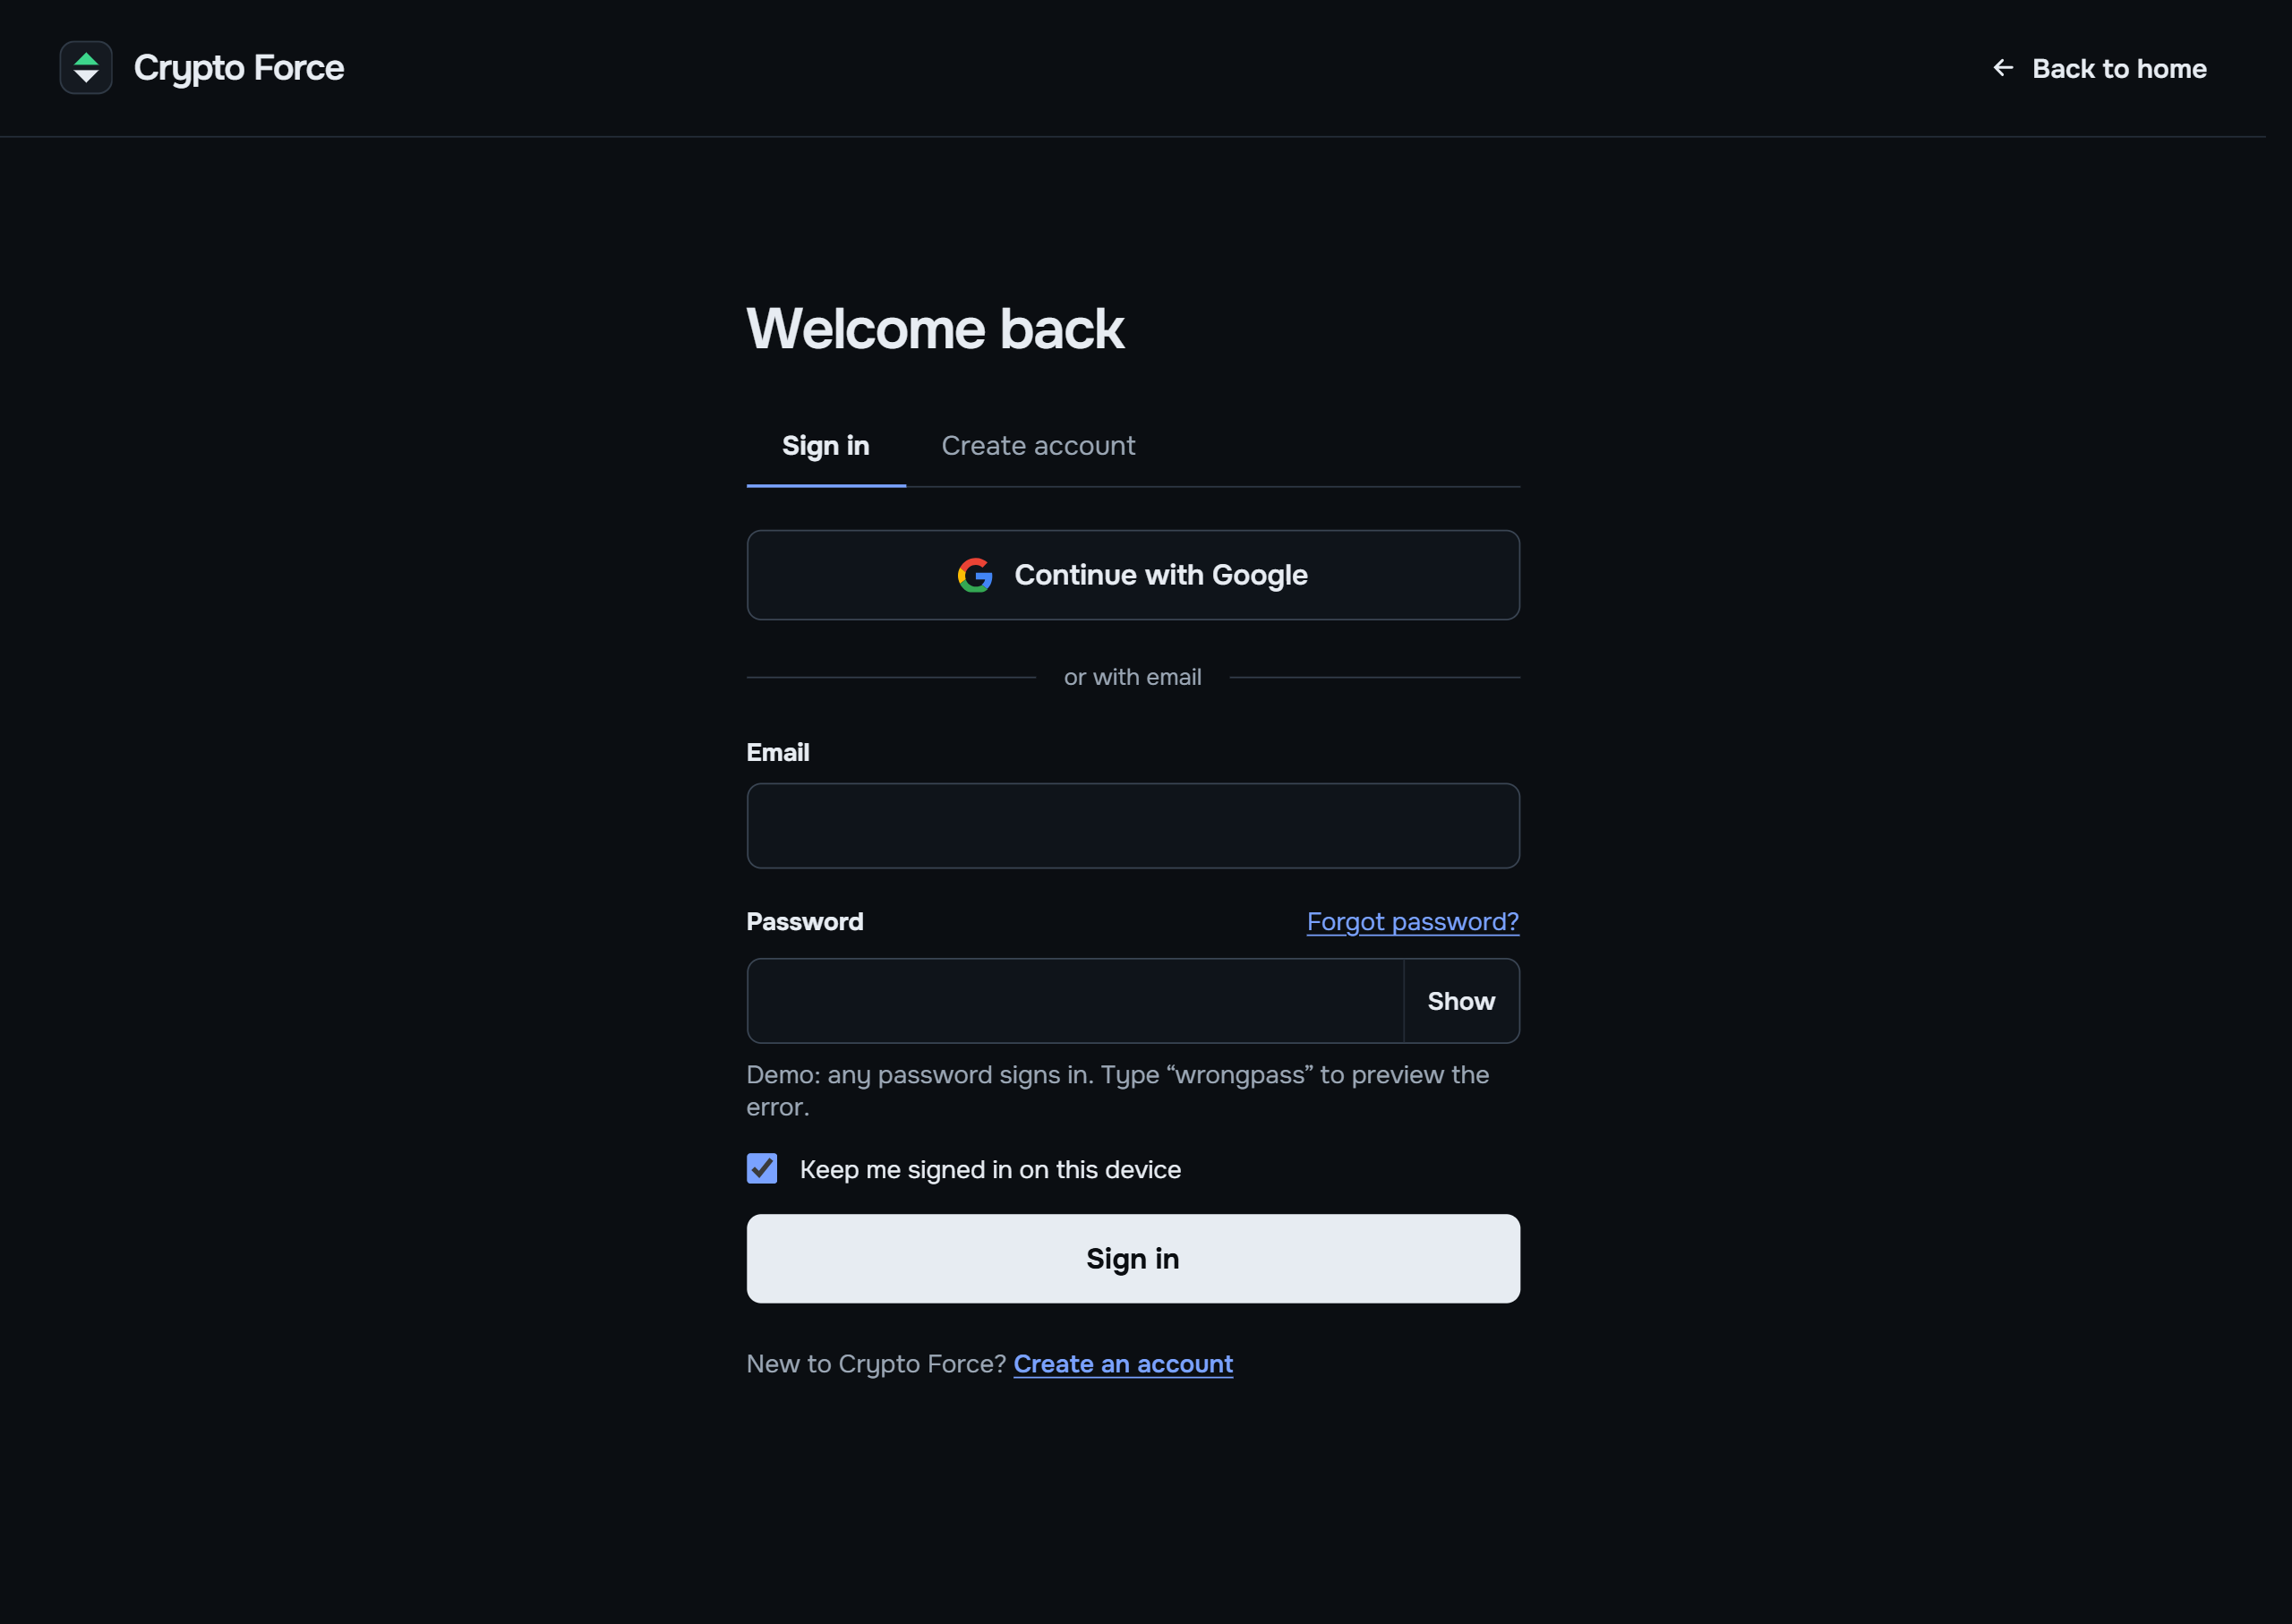 Crypto Force
Back to home
Welcome back
Sign in
Create account
Continue with Google
or with email
Email
Password
Forgot password?
Show
Demo: any password signs in. Type “wrongpass” to preview the
error.
Keep me signed in on this device
Sign in
New to Crypto Force? Create an account